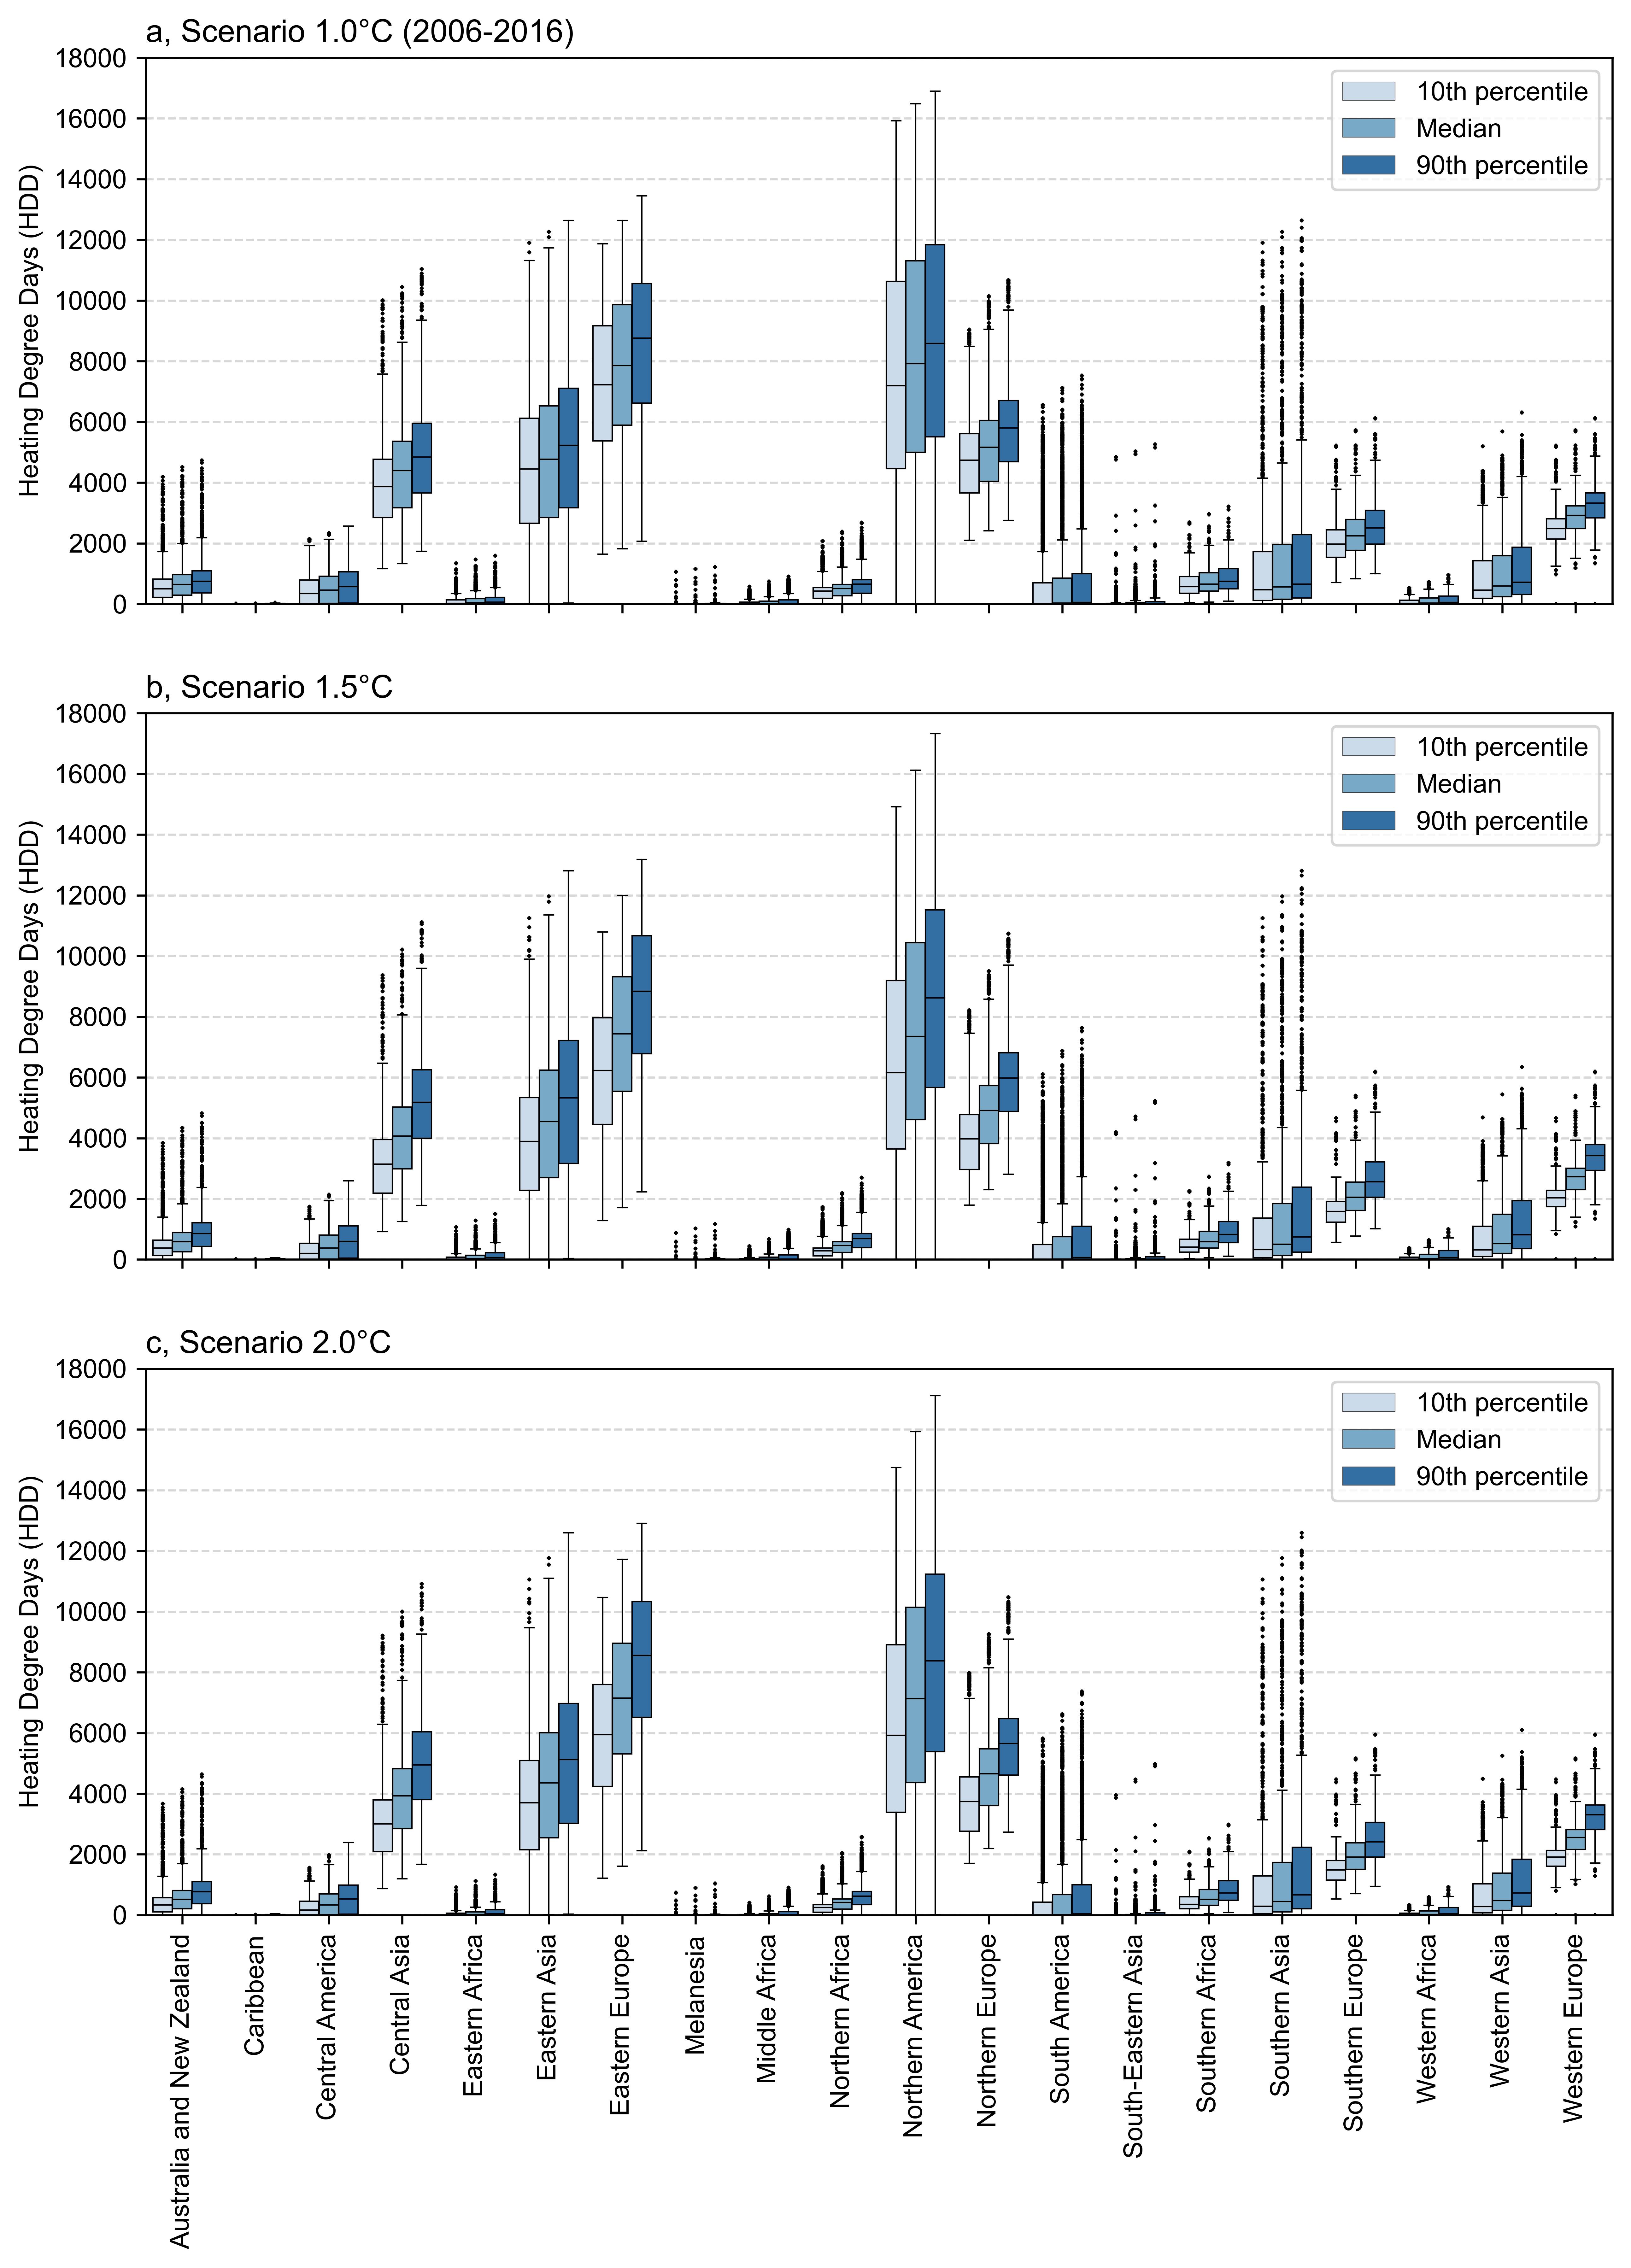 a, Scenario 1.0°C (2006-2016)
18000
16000
14000
12000
10000
8000
6000
4000
2000
0
Heating Degree Days (HDD)
10th percentile
Median
90th percentile
b, Scenario 1.5°C
18000
16000
14000
12000
10000
8000
6000
4000
2000
0
Heating Degree Days (HDD)
10th percentile
Median
90th percentile
c, Scenario 2.0°C
18000
16000
14000
12000
10000
8000
6000
4000
2000
0
Heating Degree Days (HDD)
10th percentile
Median
90th percentile
Australia and New Zealand
Caribbean
Central America
Central Asia
Eastern Africa
Eastern Asia
Eastern Europe
Melanesia
Middle Africa
Northern Africa
Northern America
Northern Europe
South America
South-Eastern Asia
Southern Africa
Southern Asia
Southern Europe
Western Africa
Western Asia
Western Europe